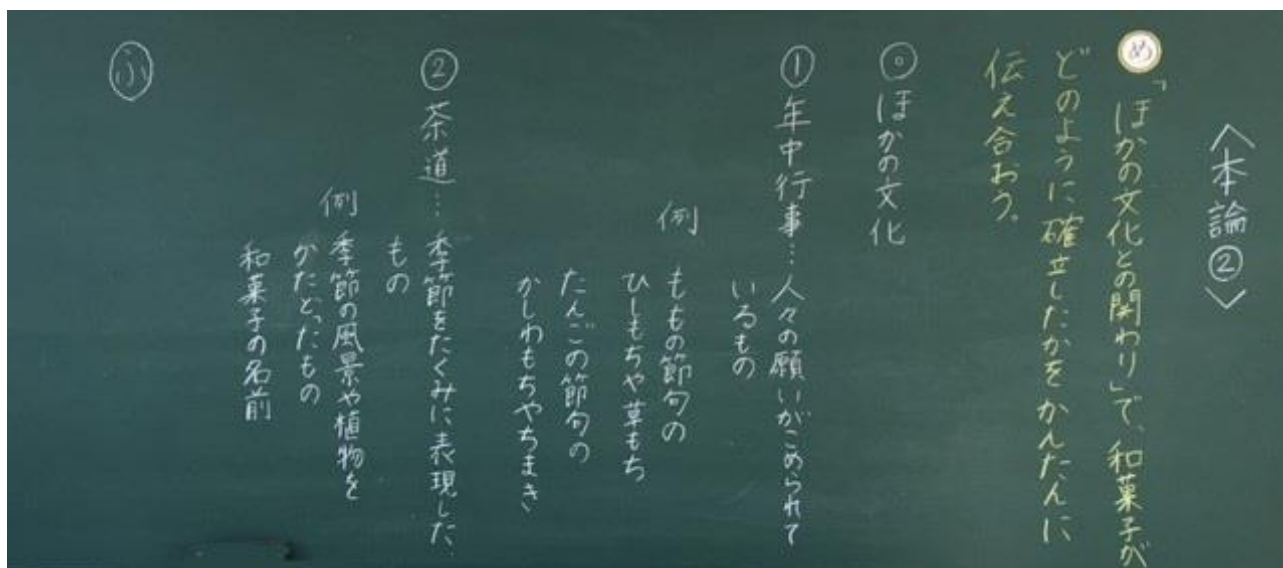 〈本論②〉
め「ほかの文化との関わり」で、和菓子が
どのように確立したかをかんたんに
伝え合おう。
◎ほかの文化
①年中行事…人々の願いがこめられて
いるもの
例 ももの節句の
ひしもちや草もち
たんごの節句の
かしわもちやちまき
②茶道…季節をたくみに表現した
もの
例 季節の風景や植物を
かたどったもの
和菓子の名前
ふ